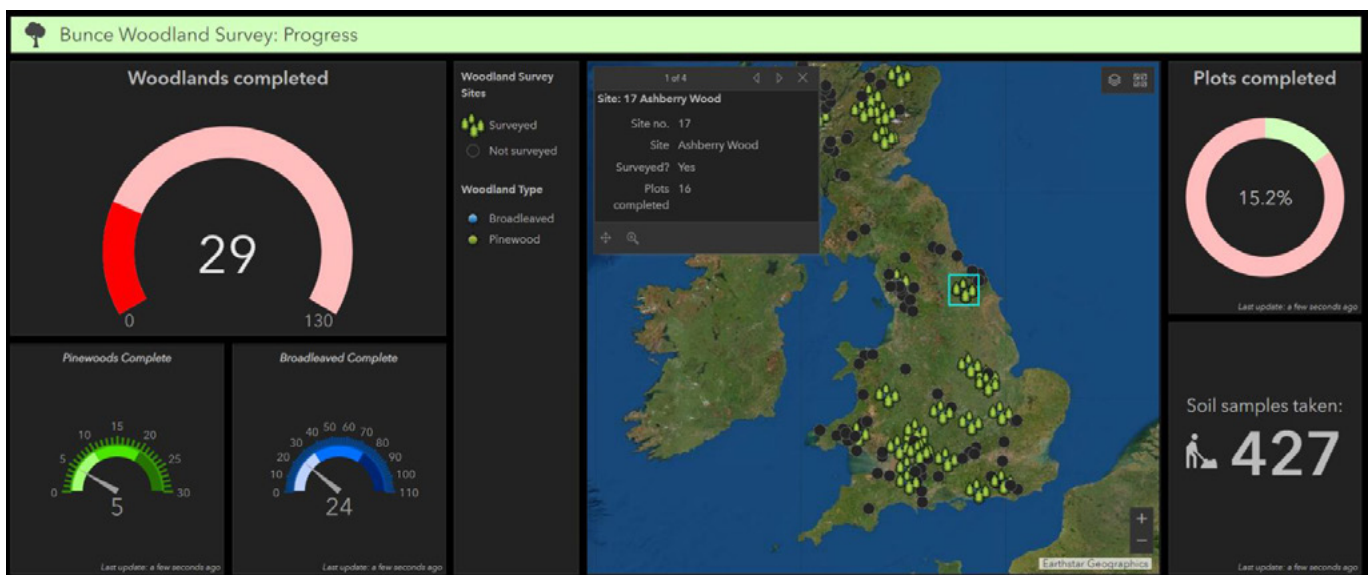 Bunce Woodland Survey: Progress
Woodlands completed
29
0
130
Pinewoods Complete
0
5
10
15
20
25
30
5
Last update: a few seconds ago
Broadleaved Complete
0
10
20
30
40
50
60
70
80
90
100
110
24
Last update: a few seconds ago
Woodland Survey
Sites
Surveyed
Not surveyed
Woodland Type
Broadleaved
Pinewood
1 of 4
Site: 17 Ashberry Wood
Site no. 17
Site Ashberry Wood
Surveyed? Yes
Plots 16
completed
Earthstar Geographics
Plots completed
15.2%
Last update: a few seconds ago
Soil samples taken:
427
Last update: a few seconds ago